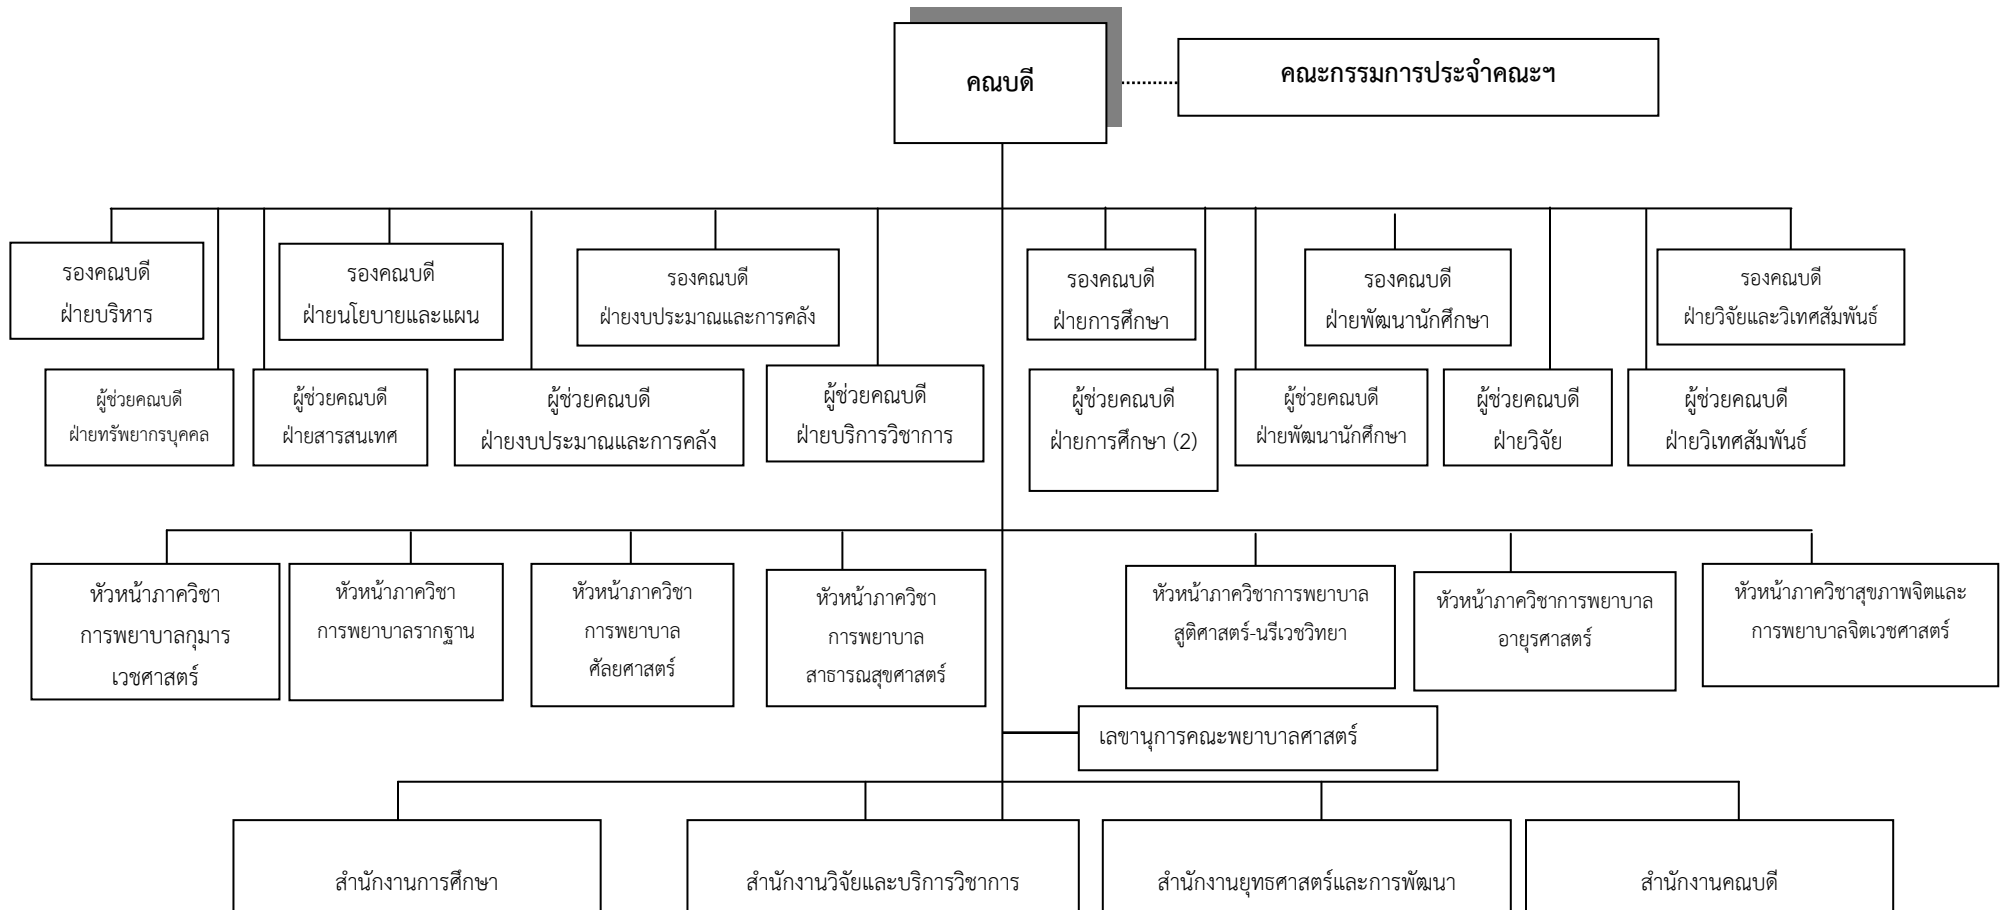 คณบดี
คณะกรรมการประจำคณะฯ
รองคณบดี
ฝ่ายบริหาร
รองคณบดี
ฝ่ายนโยบายและแผน
รองคณบดี
ฝ่ายงบประมาณและการคลัง
รองคณบดี
ฝ่ายการศึกษา
รองคณบดี
ฝ่ายพัฒนานักศึกษา
รองคณบดี
ฝ่ายวิจัยและวิเทศสัมพันธ์
ผู้ช่วยคณบดี
ฝ่ายทรัพยากรบุคคล
ผู้ช่วยคณบดี
ฝ่ายสารสนเทศ
ผู้ช่วยคณบดี
ฝ่ายงบประมาณและการคลัง
ผู้ช่วยคณบดี
ฝ่ายบริการวิชาการ
ผู้ช่วยคณบดี
ฝ่ายการศึกษา (2)
ผู้ช่วยคณบดี
ฝ่ายพัฒนานักศึกษา
ผู้ช่วยคณบดี
ฝ่ายวิจัย
ผู้ช่วยคณบดี
ฝ่ายวิเทศสัมพันธ์
หัวหน้าภาควิชา
การพยาบาลกุมาร
เวชศาสตร์
หัวหน้าภาควิชา
การพยาบาลรากฐาน
หัวหน้าภาควิชา
การพยาบาล
ศัลยศาสตร์
หัวหน้าภาควิชา
การพยาบาล
สาธารณสุขศาสตร์
หัวหน้าภาควิชาการพยาบาล
สูติศาสตร์-นรีเวชวิทยา
หัวหน้าภาควิชาการพยาบาล
อายุรศาสตร์
หัวหน้าภาควิชาสุขภาพจิตและ
การพยาบาลจิตเวชศาสตร์
เลขานุการคณะพยาบาลศาสตร์
สำนักงานการศึกษา
สำนักงานวิจัยและบริการวิชาการ
สำนักงานยุทธศาสตร์และการพัฒนา
สำนักงานคณบดี